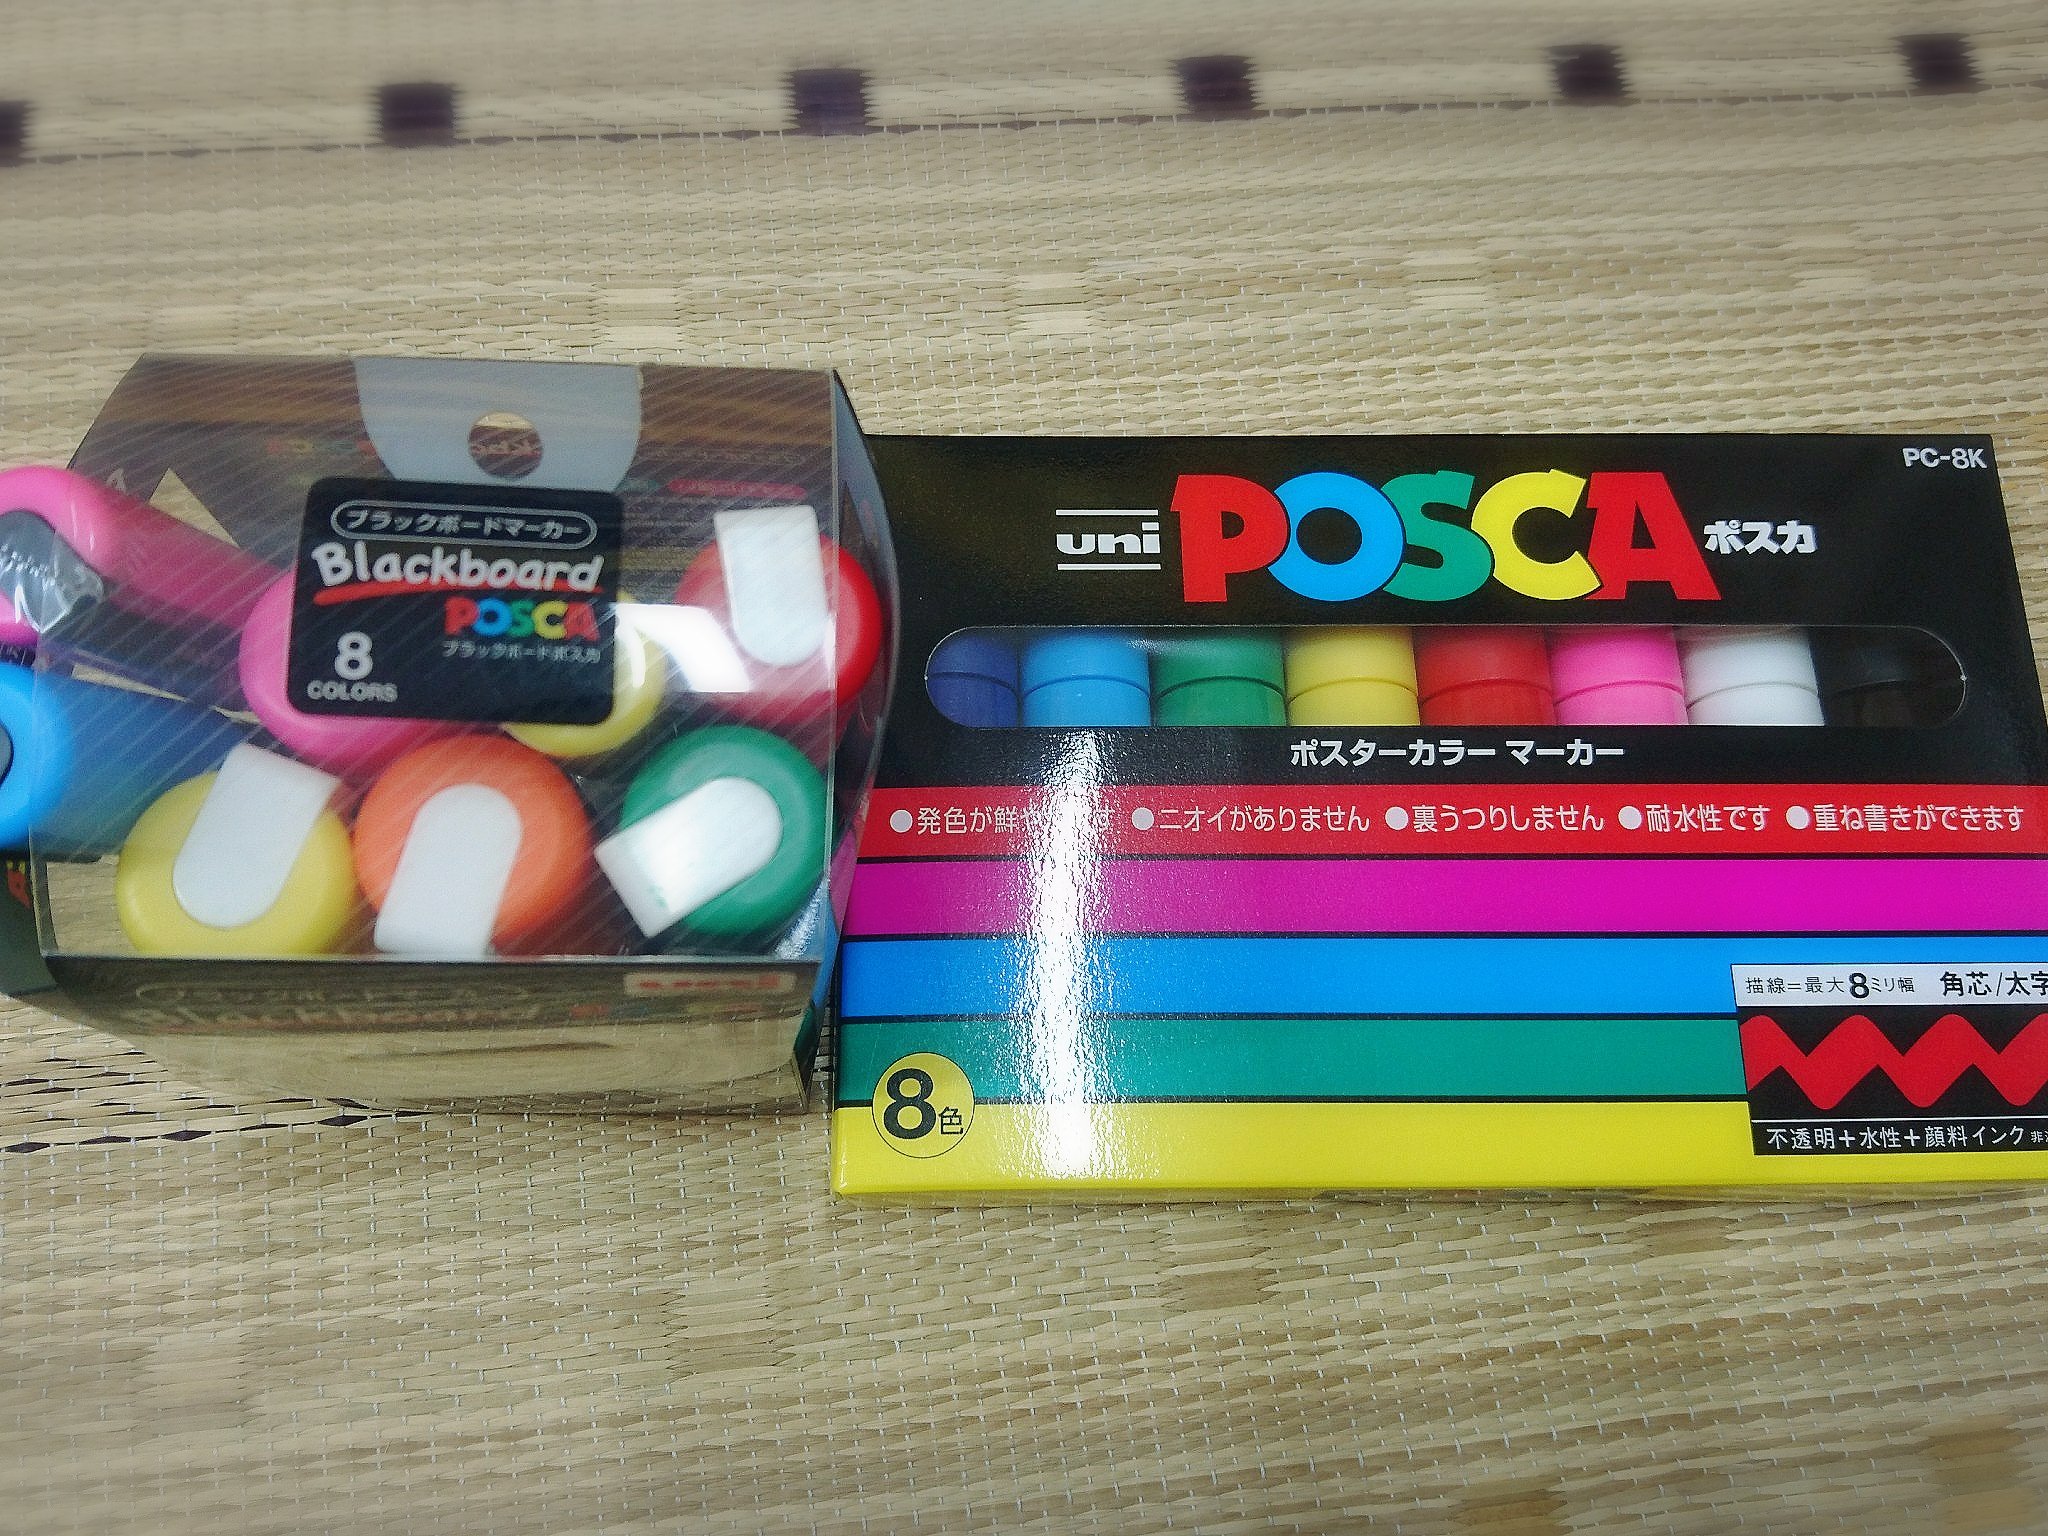 ブラックボードマーカー
Blackboard
POSCA
ブラックボードポスカ
8
COLORS
PC-8K
uni POSCA ポスカ
ポスターカラー マーカー
●発色が鮮や ●ニオイがありません ●裏うつりしません ●耐水性です ●重ね書きができます
描線=最大8ミリ幅 角芯/太字
8色
不透明+水性+顔料インク